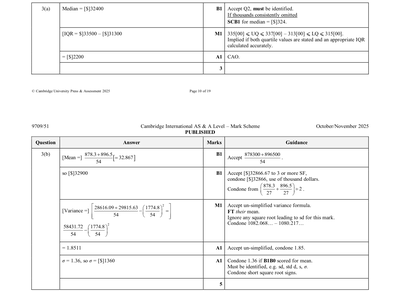 3(a) Median = [$]32400 B1 Accept Q2, must be identified.
If thousands consistently omitted
SCB1 for median = [$]324.
[IQR = $]33500 – [$]31300 M1 335[00] ⩽ UQ ⩽ 337[00] – 313[00] ⩽ LQ ⩽ 315[00].
Implied if both quartile values are stated and an appropriate IQR
calculated accurately.
= [$]2200 A1 CAO.
3
© Cambridge University Press & Assessment 2025 Page 10 of 19
9709/51 Cambridge International AS & A Level – Mark Scheme October/November 2025
PUBLISHED
Question Answer Marks Guidance
3(b) [Mean =] (878.3 + 896.5)/54 [= 32.867] B1 Accept (878300 + 896500)/54.
so [$]32900 B1 Accept [$]32866.67 to 3 or more SF,
condone [$]32866, use of thousand dollars.
Condone from (878.3/27 + 896.5/27) ÷ 2.
[Variance =] [(28616.09 + 29815.63)/54 – (1774.8/54)² =] M1 Accept un-simplified variance formula.
FT their mean.
Ignore any square root leading to sd for this mark.
Condone 1082.068… – 1080.217…
58431.72/54 – (1774.8/54)²
= 1.8511 A1 Accept un-simplified, condone 1.85.
σ = 1.36, so σ = [$]1360 A1 Condone 1.36 if B1B0 scored for mean.
Must be identified, e.g. sd, std d, s, σ.
Condone short square root signs.
5